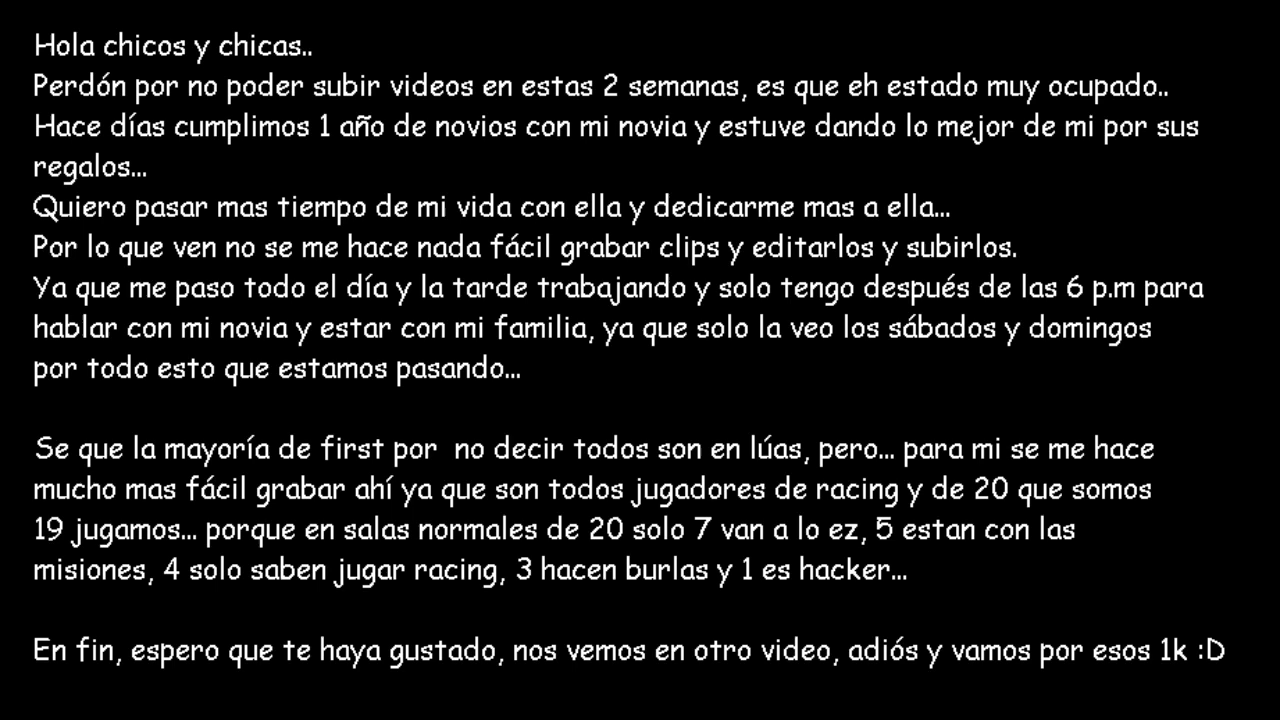 Hola chicos y chicas..
Perdón por no poder subir videos en estas 2 semanas, es que eh estado muy ocupado..
Hace días cumplimos 1 año de novios con mi novia y estuve dando lo mejor de mi por sus
regalos...
Quiero pasar mas tiempo de mi vida con ella y dedicarme mas a ella...
Por lo que ven no se me hace nada fácil grabar clips y editarlos y subirlos.
Ya que me paso todo el día y la tarde trabajando y solo tengo después de las 6 p.m para
hablar con mi novia y estar con mi familia, ya que solo la veo los sábados y domingos
por todo esto que estamos pasando...
Se que la mayoría de first por  no decir todos son en lúas, pero... para mi se me hace
mucho mas fácil grabar ahí ya que son todos jugadores de racing y de 20 que somos
19 jugamos... porque en salas normales de 20 solo 7 van a lo ez, 5 estan con las
misiones, 4 solo saben jugar racing, 3 hacen burlas y 1 es hacker...
En fin, espero que te haya gustado, nos vemos en otro video, adiós y vamos por esos 1k :D